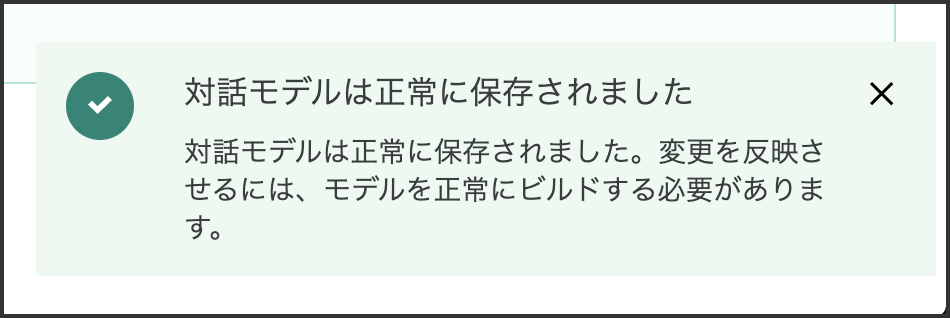 対話モデルは正常に保存されました
対話モデルは正常に保存されました。変更を反映さ
せるには、モデルを正常にビルドする必要がありま
す。